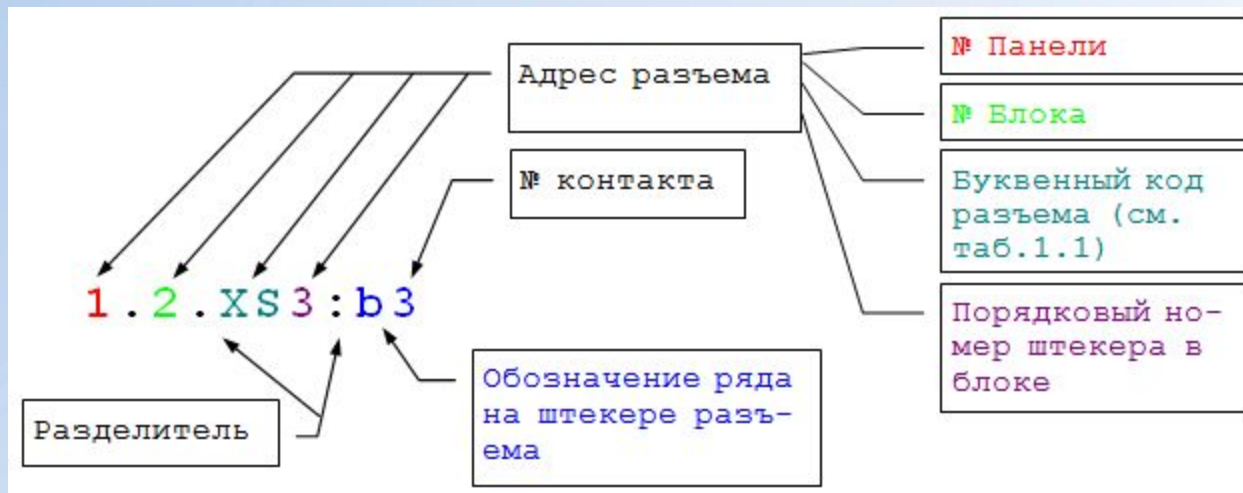 Адрес разъема
№ контакта
1.2.XS3:b3
Разделитель
Обозначение ряда
на штекере разъ-
ема
№ Панели
№ Блока
Буквенный код
разъема (см.
таб.1.1)
Порядковый но-
мер штекера в
блоке